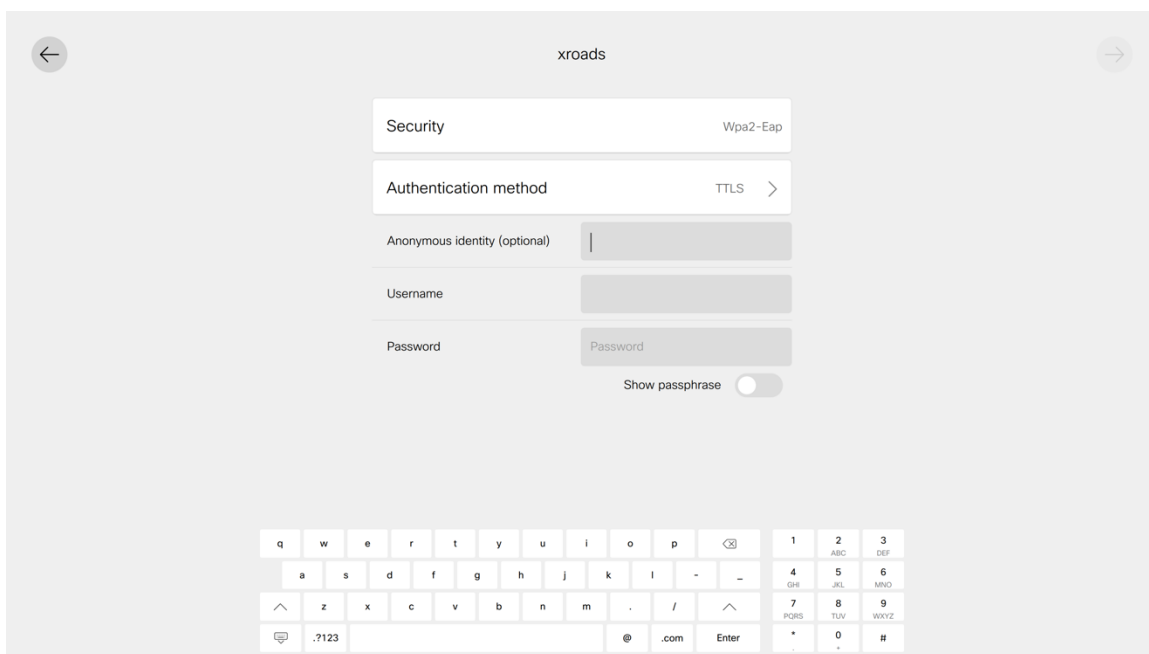 xroads
Security Wpa2-Eap
Authentication method TTLS
Anonymous identity (optional)
Username
Password Password
Show passphrase
q w e r t y u i o p 1 2 3
ABC DEF
a s d f g h j k l - _ 4 5 6
GHI JKL MNO
z x c v b n m . / 7 8 9
PQRS TUV WXYZ
.?123 @ .com Enter * 0 #
. +